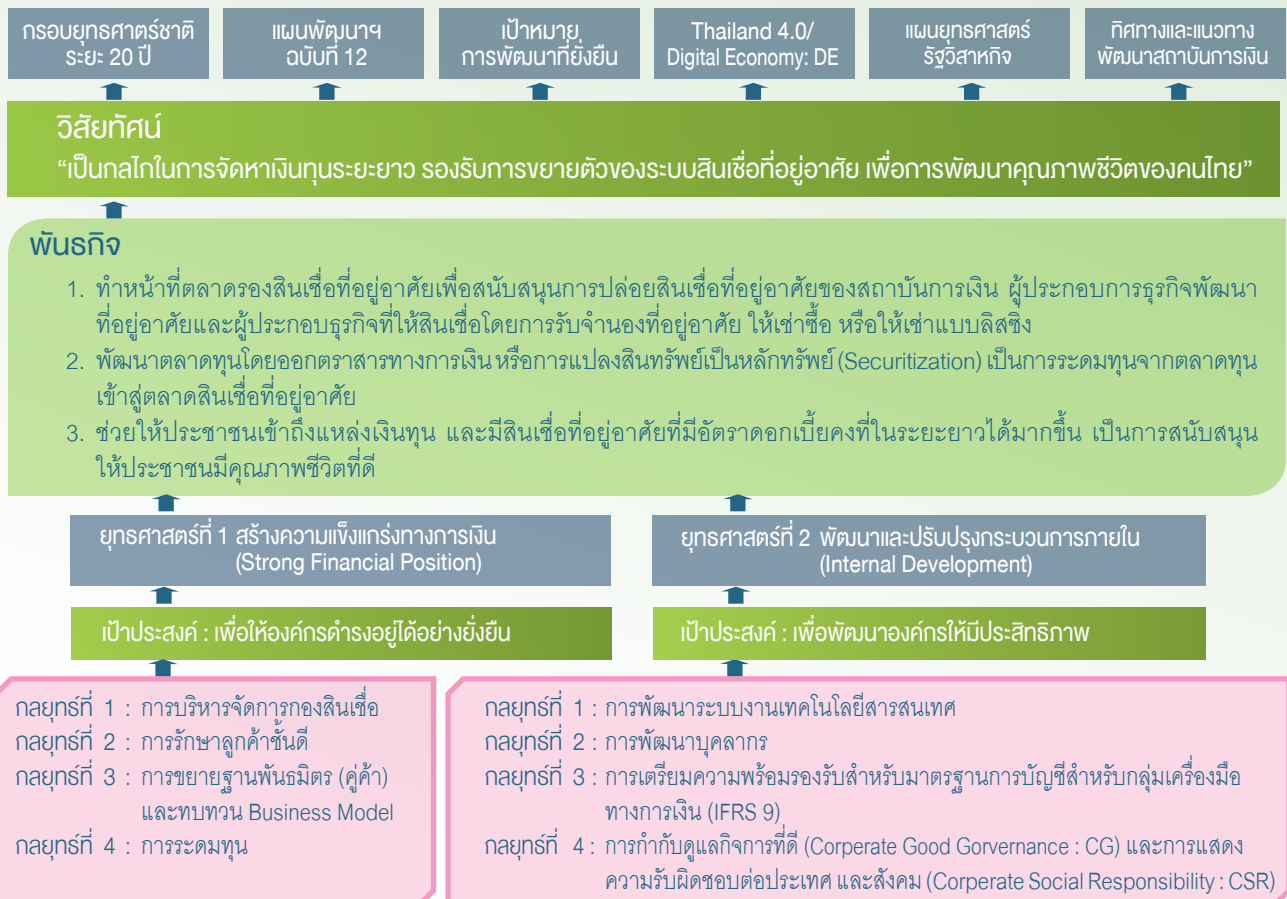 กรอบยุทธศาตร์ชาติ
ระยะ 20 ปี
แผนพัฒนาฯ
ฉบับที่ 12
เป้าหมาย
การพัฒนาที่ยั่งยืน
Thailand 4.0/
Digital Economy: DE
แผนยุทธศาสตร์
รัฐวิสาหกิจ
ทิศทางและแนวทาง
พัฒนาสถาบันการเงิน
วิสัยทัศน์
“เป็นกลไกในการจัดหาเงินทุนระยะยาว รองรับการขยายตัวของระบบสินเชื่อที่อยู่อาศัย เพื่อการพัฒนาคุณภาพชีวิตของคนไทย”
พันธกิจ
1. ทำหน้าที่ตลาดรองสินเชื่อที่อยู่อาศัยเพื่อสนับสนุนการปล่อยสินเชื่อที่อยู่อาศัยของสถาบันการเงิน ผู้ประกอบการธุรกิจพัฒนา
ที่อยู่อาศัยและผู้ประกอบธุรกิจที่ให้สินเชื่อโดยการรับจำนองที่อยู่อาศัย ให้เช่าซื้อ หรือให้เช่าแบบลิสซิ่ง
2. พัฒนาตลาดทุนโดยออกตราสารทางการเงิน หรือการแปลงสินทรัพย์เป็นหลักทรัพย์ (Securitization) เป็นการระดมทุนจากตลาดทุน
เข้าสู่ตลาดสินเชื่อที่อยู่อาศัย
3. ช่วยให้ประชาชนเข้าถึงแหล่งเงินทุน และมีสินเชื่อที่อยู่อาศัยที่มีอัตราดอกเบี้ยคงที่ในระยะยาวได้มากขึ้น เป็นการสนับสนุน
ให้ประชาชนมีคุณภาพชีวิตที่ดี
ยุทธศาสตร์ที่ 1 สร้างความแข็งแกร่งทางการเงิน
(Strong Financial Position)
เป้าประสงค์ : เพื่อให้องค์กรดำรงอยู่ได้อย่างยั่งยืน
กลยุทธ์ที่ 1 : การบริหารจัดการกองสินเชื่อ
กลยุทธ์ที่ 2 : การรักษาลูกค้าชั้นดี
กลยุทธ์ที่ 3 : การขยายฐานพันธมิตร (คู่ค้า)
และทบทวน Business Model
กลยุทธ์ที่ 4 : การระดมทุน
ยุทธศาสตร์ที่ 2 พัฒนาและปรับปรุงกระบวนการภายใน
(Internal Development)
เป้าประสงค์ : เพื่อพัฒนาองค์กรให้มีประสิทธิภาพ
กลยุทธ์ที่ 1 : การพัฒนาระบบงานเทคโนโลยีสารสนเทศ
กลยุทธ์ที่ 2 : การพัฒนาบุคลากร
กลยุทธ์ที่ 3 : การเตรียมความพร้อมรองรับสำหรับมาตรฐานการบัญชีสำหรับกลุ่มเครื่องมือ
ทางการเงิน (IFRS 9)
กลยุทธ์ที่ 4 : การกำกับดูแลกิจการที่ดี (Corperate Good Gorvernance : CG) และการแสดง
ความรับผิดชอบต่อประเทศ และสังคม (Corperate Social Responsibility : CSR)